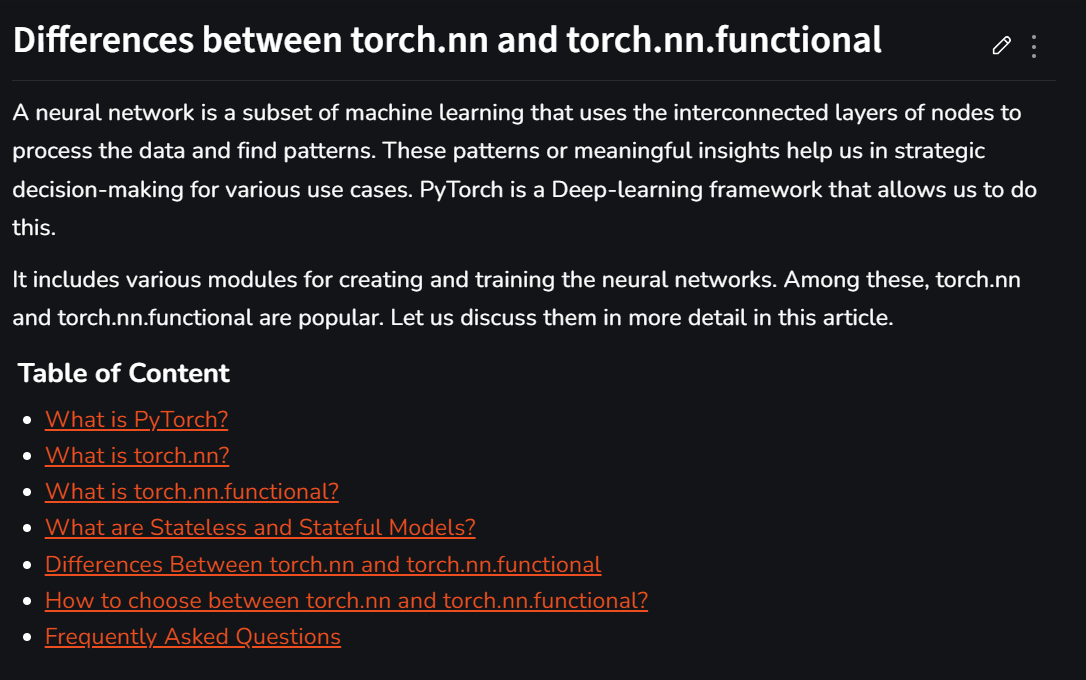 Differences between torch.nn and torch.nn.functional
A neural network is a subset of machine learning that uses the interconnected layers of nodes to
process the data and find patterns. These patterns or meaningful insights help us in strategic
decision-making for various use cases. PyTorch is a Deep-learning framework that allows us to do
this.
It includes various modules for creating and training the neural networks. Among these, torch.nn
and torch.nn.functional are popular. Let us discuss them in more detail in this article.
Table of Content
What is PyTorch?
What is torch.nn?
What is torch.nn.functional?
What are Stateless and Stateful Models?
Differences Between torch.nn and torch.nn.functional
How to choose between torch.nn and torch.nn.functional?
Frequently Asked Questions